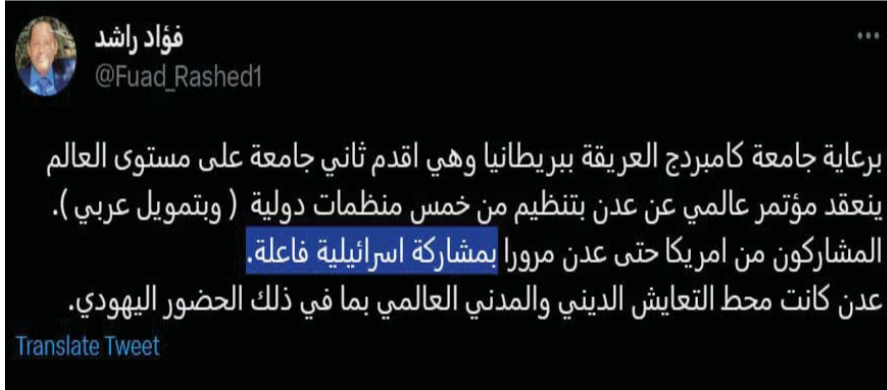 فؤاد راشد
@Fuad_Rashed1
برعاية جامعة كامبردج العريقة ببريطانيا وهي اقدم ثاني جامعة على مستوى العالم
ينعقد مؤتمر عالمي عن عدن بتنظيم من خمس منظمات دولية ( وبتمويل عربي ).
المشاركون من امريكا حتى عدن مرورا بمشاركة اسرائيلية فاعلة.
عدن كانت محط التعايش الديني والمدني العالمي بما في ذلك الحضور اليهودي.
Translate Tweet